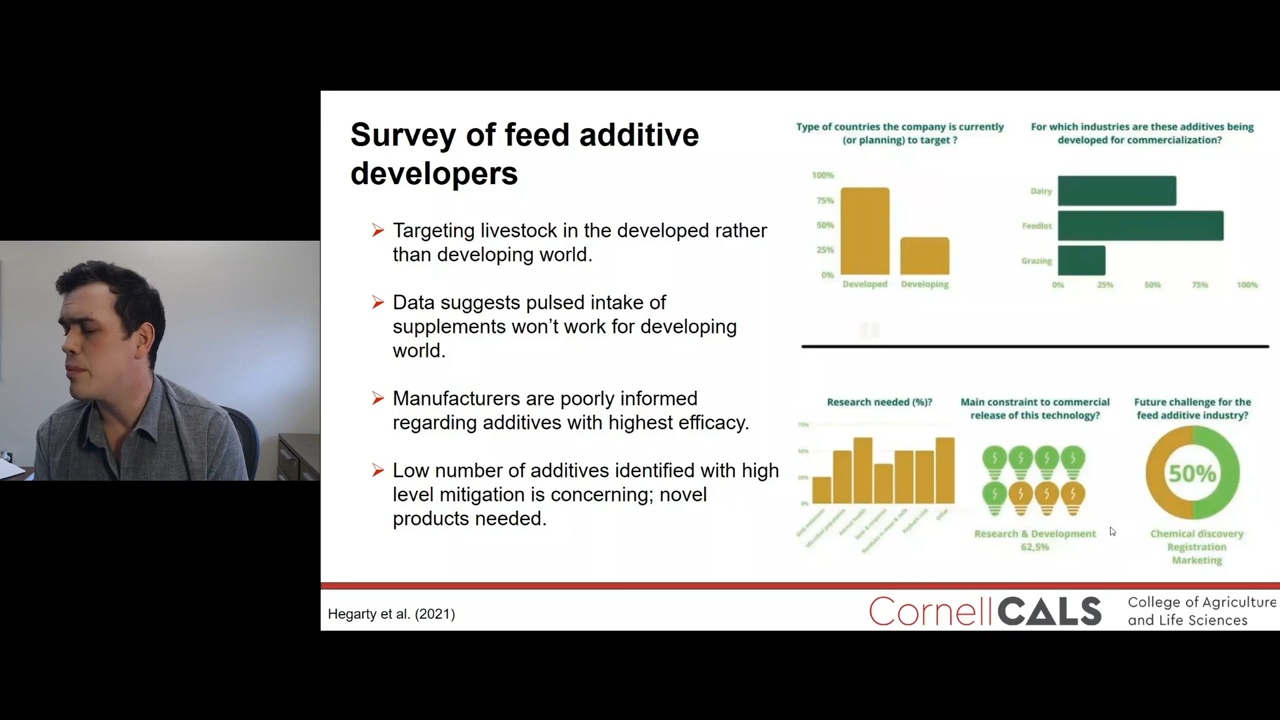 Survey of feed additive
developers
Targeting livestock in the developed rather
than developing world.
Data suggests pulsed intake of
supplements won't work for developing
world.
Manufacturers are poorly informed
regarding additives with highest efficacy.
Low number of additives identified with high
level mitigation is concerning; novel
products needed.
Type of countries the company is currently
(or planning) to target ?
100%
75%
50%
25%
0%
Developed Developing
For which industries are these additives being
developed for commercialization?
Dairy
Feedlot
Grazing
0% 25% 50% 75% 100%
Research needed (%)?
Animal health
Other
Main constraint to commercial
release of this technology?
Research & Development
62,5%
Future challenge for the
feed additive industry?
50%
Chemical discovery
Registration
Marketing
Hegarty et al. (2021)
CornellCALS
College of Agriculture
and Life Sciences